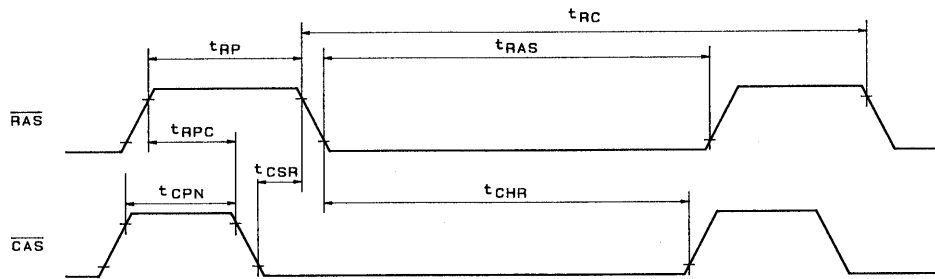 tRC
tRP
tRAS
RAS
tRPC
tCSR
tCPN
tCHR
CAS